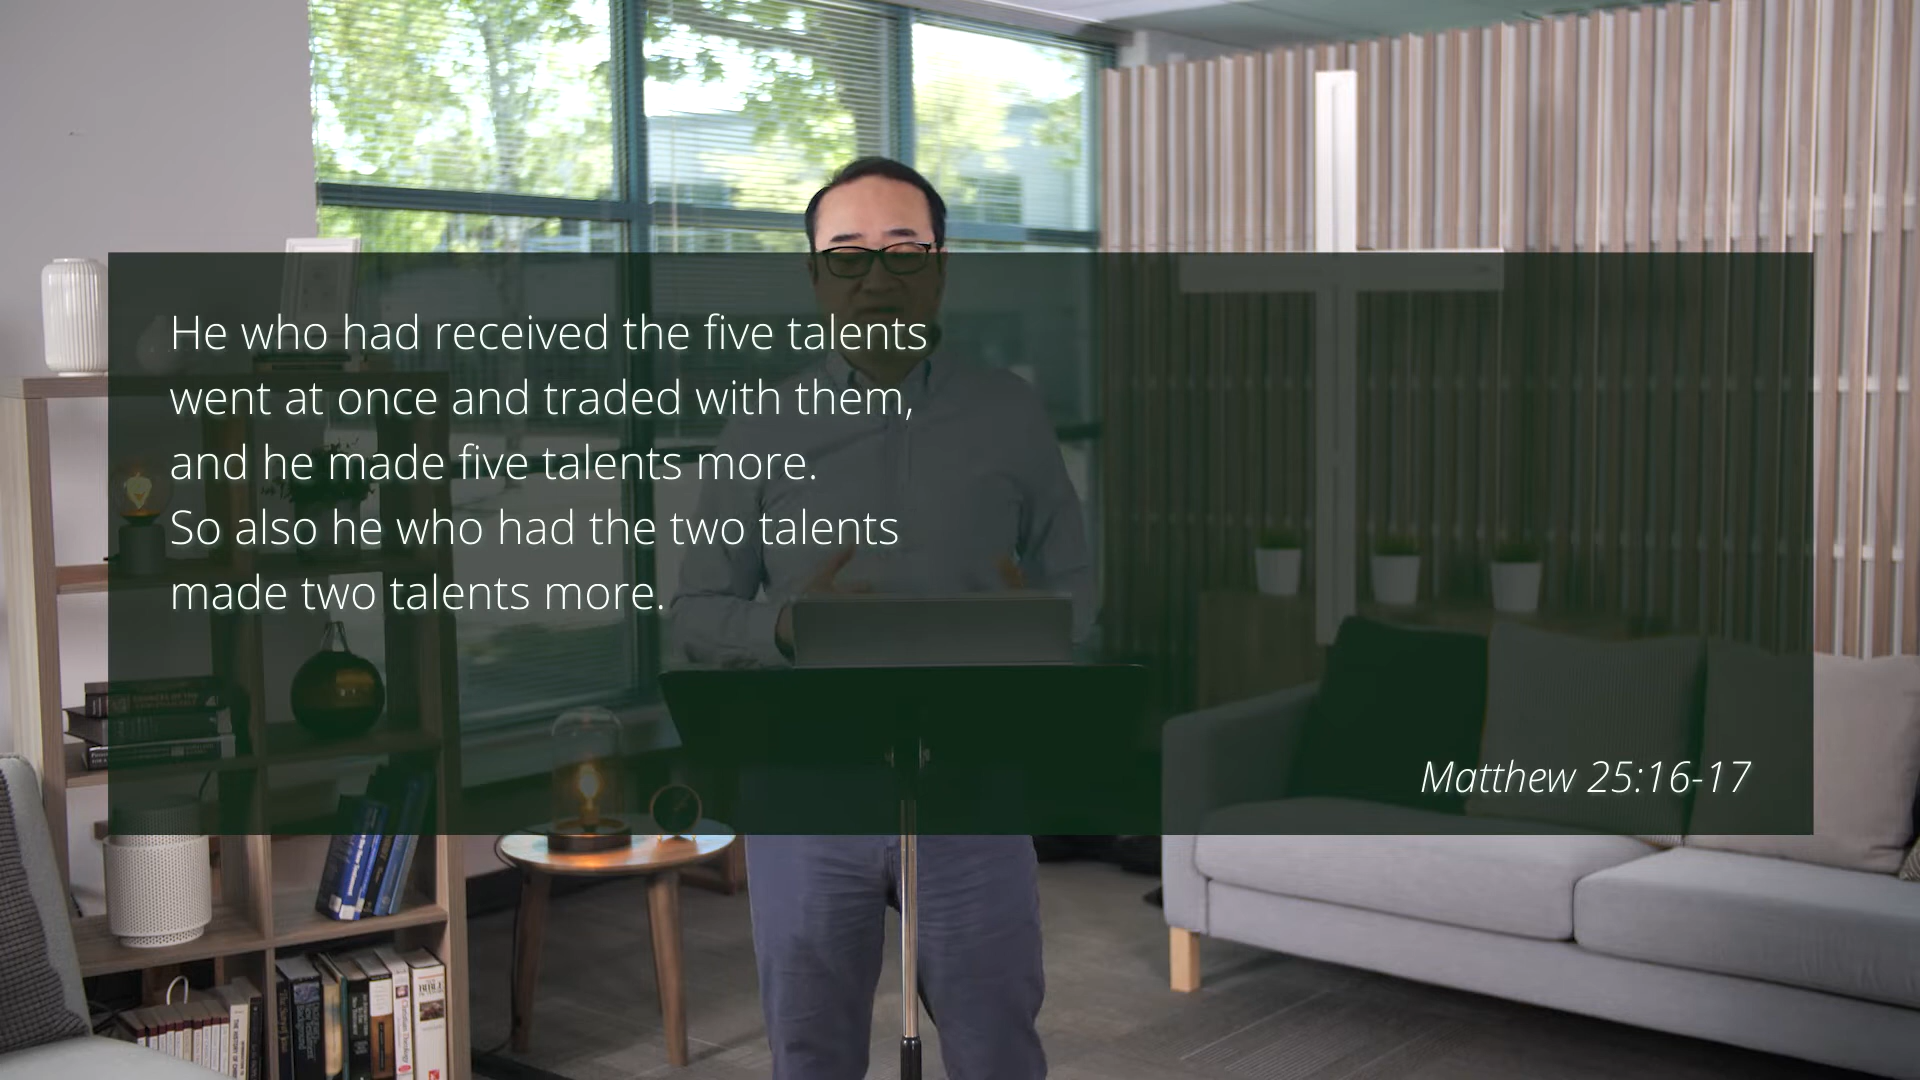 He who had received the five talents
went at once and traded with them,
and he made five talents more.
So also he who had the two talents
made two talents more.
Matthew 25:16-17